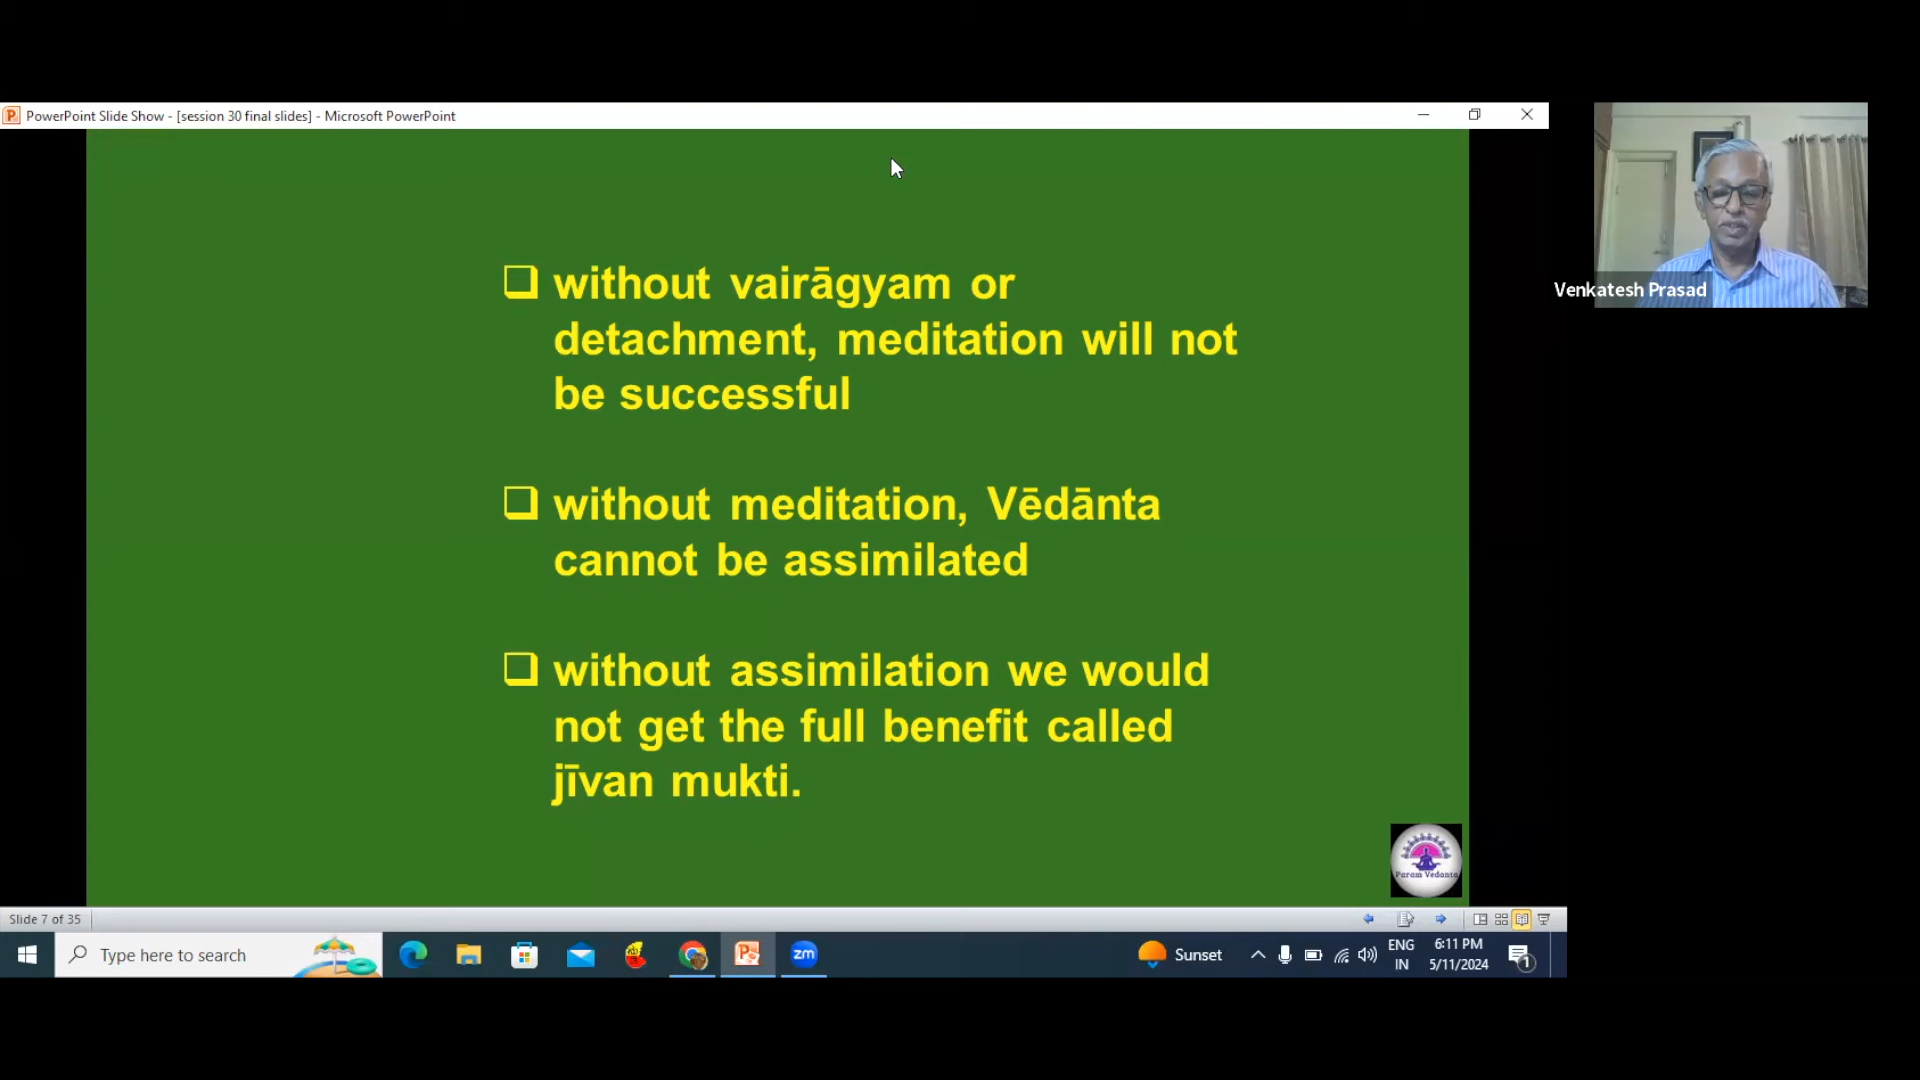 PowerPoint Slide Show - [session 30 final slides] - Microsoft PowerPoint
without vairāgyam or
detachment, meditation will not
be successful
without meditation, Vēdānta
cannot be assimilated
without assimilation we would
not get the full benefit called
jīvan mukti.
Venkatesh Prasad
Param Vedanta
Slide 7 of 35
Type here to search
zm
Sunset
ENG
IN
6:11 PM
5/11/2024
1